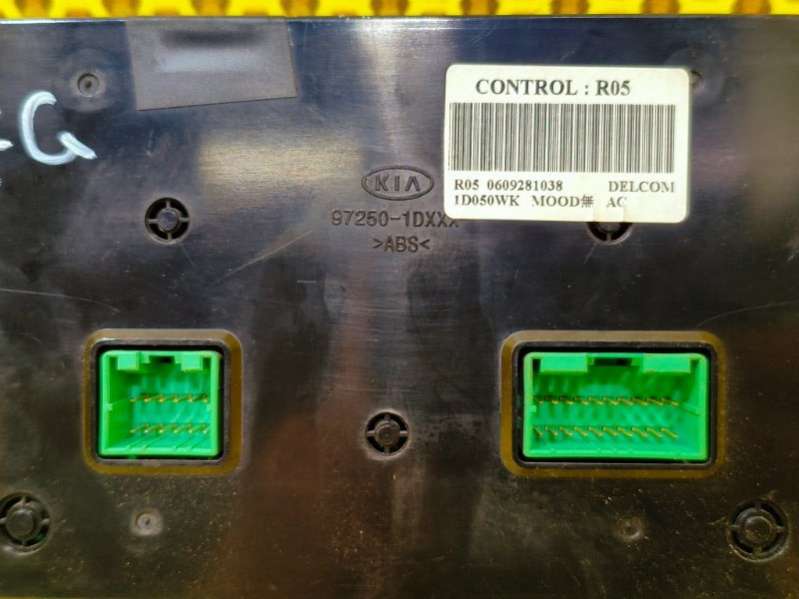 CONTROL : R05
R05 0609281038 DELCOM
1D050WK MOOD無 AC
KIA
97250-1DXXX
>ABS<